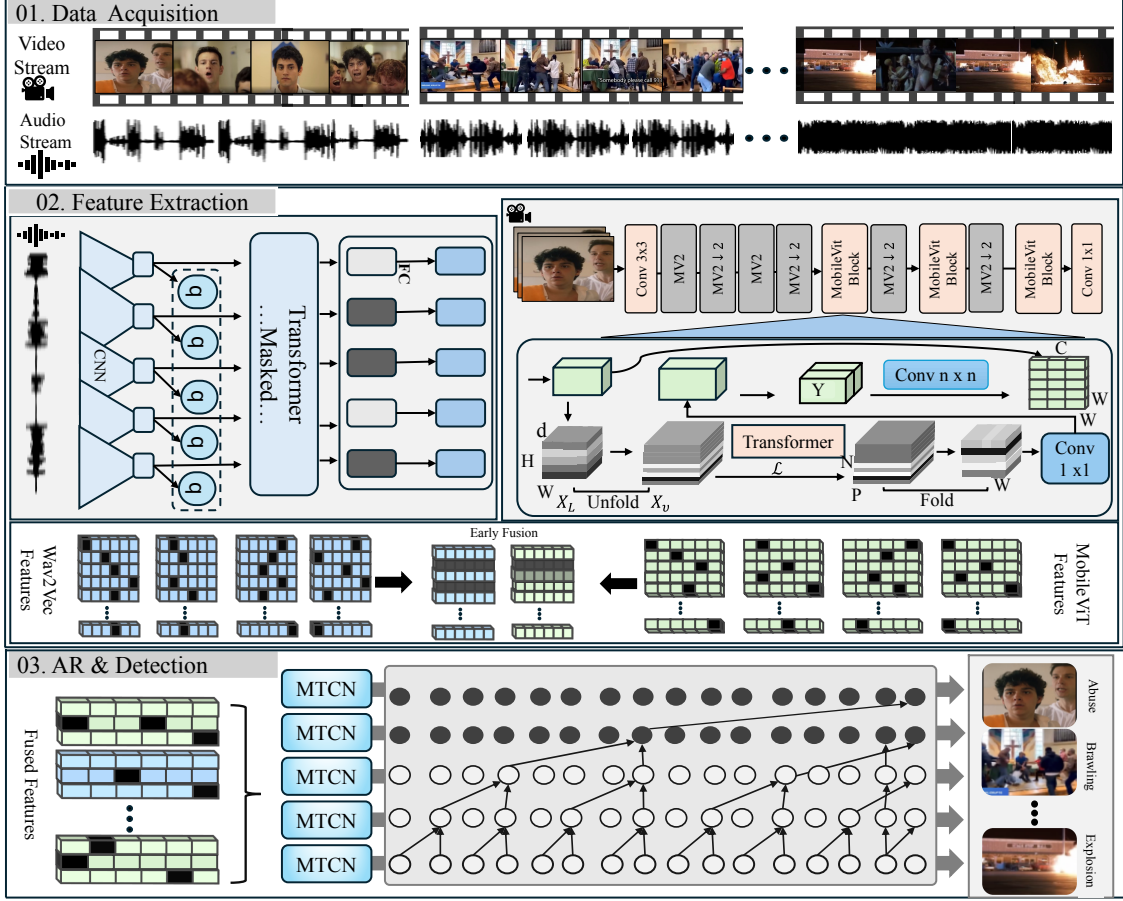 01. Data Acquisition
Video
Stream
"Somebody please call 91
Audio
Stream
02. Feature Extraction
CNN
q
q
q
q
q
Transformer
....Masked...
FC
Conv 3x3
MV2
MV2↓2
MV2
MV2↓2
MobileVit
Block
MV2↓2
MobileVit
Block
MV2↓2
MobileVit
Block
Conv 1x1
C
Y
Conv n x n
W
W
d
H
W
X_L
Unfold
X_υ
Transformer
ℒ
N
P
Fold
W
Conv
1 x1
Wav2Vec
Features
Early Fusion
MobileViT
Features
03. AR & Detection
Fused Features
MTCN
MTCN
MTCN
MTCN
MTCN
Abuse
Brawling
Explosion